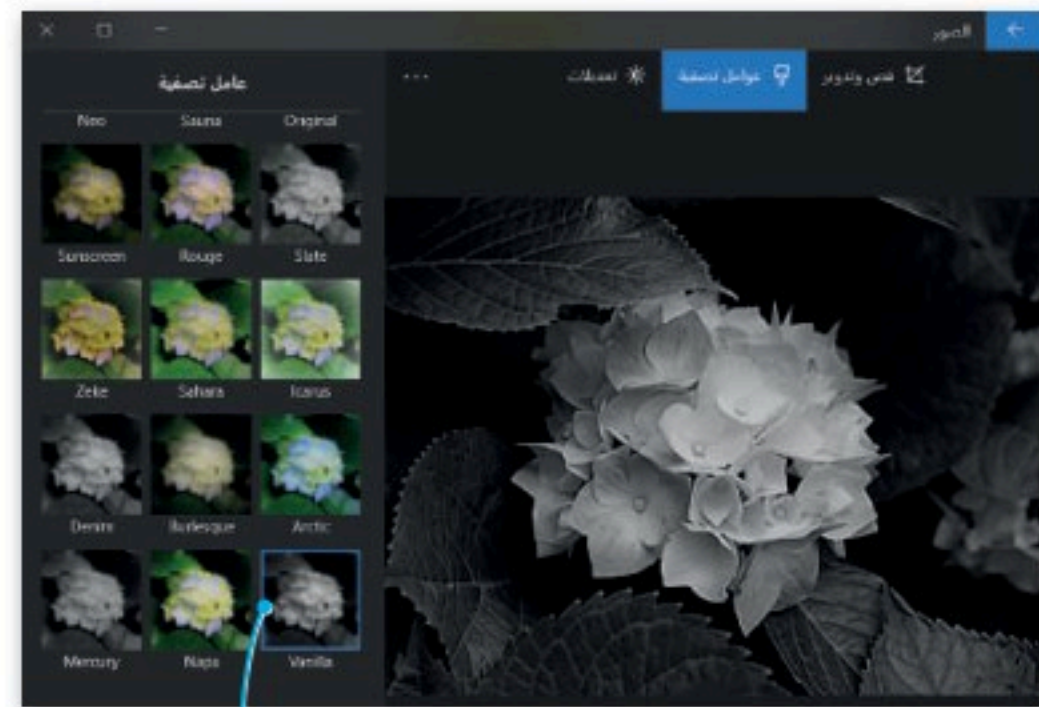 الصور
قص وتدوير
عوامل تصفية
تعديلات
عامل تصفية
Original Sauna Neo
Slate Rouge Sunscreen
Icarus Sahara Zeke
Arctic Burlesque Denim
Vanilla Napa Mercury